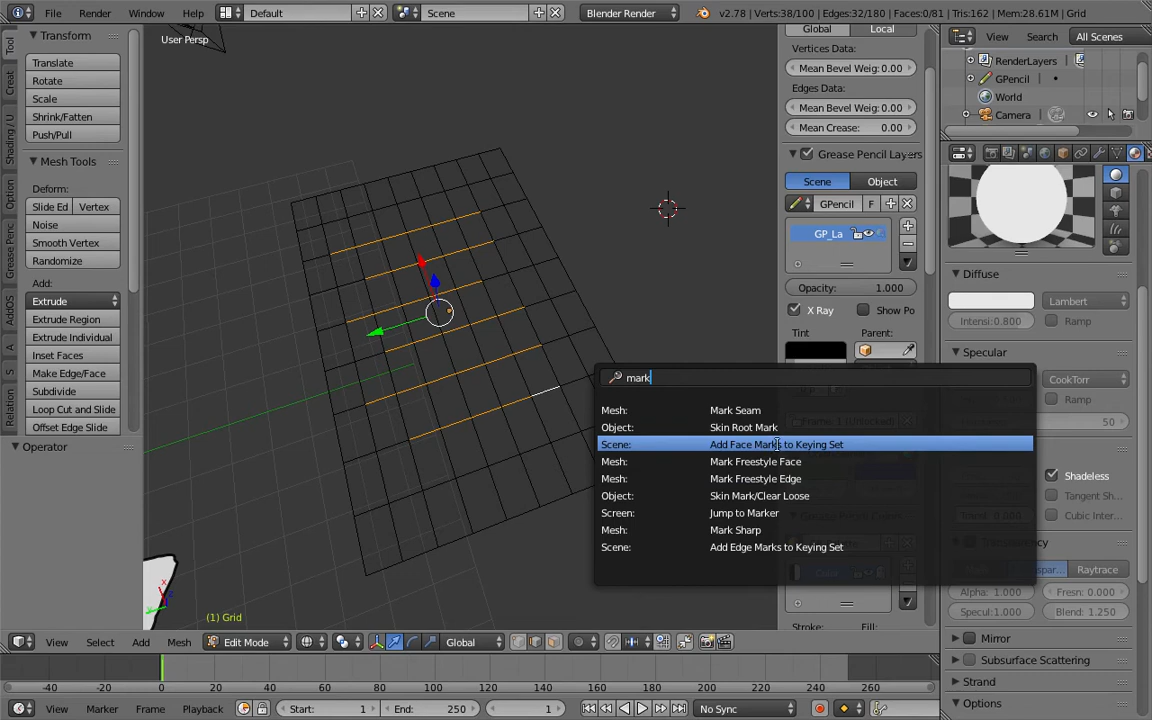 File
Render
Window
Help
Default
Scene
Blender Render
v2.78 | Verts:38/100 | Edges:32/180 | Faces:0/81 | Tris:162 | Mem:28.61M | Grid
Tool
Creat
Shading / U
Option
Grease Penc
AddOS
A
S
Relation
Transform
Translate
Rotate
Scale
Shrink/Fatten
Push/Pull
Mesh Tools
Deform:
Slide Ed
Vertex
Noise
Smooth Vertex
Randomize
Add:
Extrude
Extrude Region
Extrude Individual
Inset Faces
Make Edge/Face
Subdivide
Loop Cut and Slide
Offset Edge Slide
Operator
User Persp
(1) Grid
mark
Mesh: Mark Seam
Object: Skin Root Mark
Scene: Add Face Marks to Keying Set
Mesh: Mark Freestyle Face
Mesh: Mark Freestyle Edge
Object: Skin Mark/Clear Loose
Screen: Jump to Marker
Mesh: Mark Sharp
Scene: Add Edge Marks to Keying Set
Global
Local
Vertices Data:
Mean Bevel Weig: 0.00
Edges Data:
Mean Bevel Weig: 0.00
Mean Crease: 0.00
Grease Pencil Layers
Scene
Object
GPencil
F
GP_La
Opacity: 1.000
X Ray
Show Po
Tint
Parent:
Stroke:
Fill:
View
Search
All Scenes
RenderLayers
GPencil
World
Camera
Diffuse
Lambert
Intensi:0.800
Ramp
Specular
CookTorr
Ramp
50
Shadeless
Tangent Sh...
Cubic Inter...
Raytrace
Alpha: 1.000
Fresn: 0.000
Specul:1.000
Blend: 1.250
Mirror
Subsurface Scattering
Strand
Options
View
Select
Add
Mesh
Edit Mode
Global
-40
-20
0
20
40
60
80
100
120
140
160
180
200
220
240
260
View
Marker
Frame
Playback
Start: 1
End: 250
1
No Sync